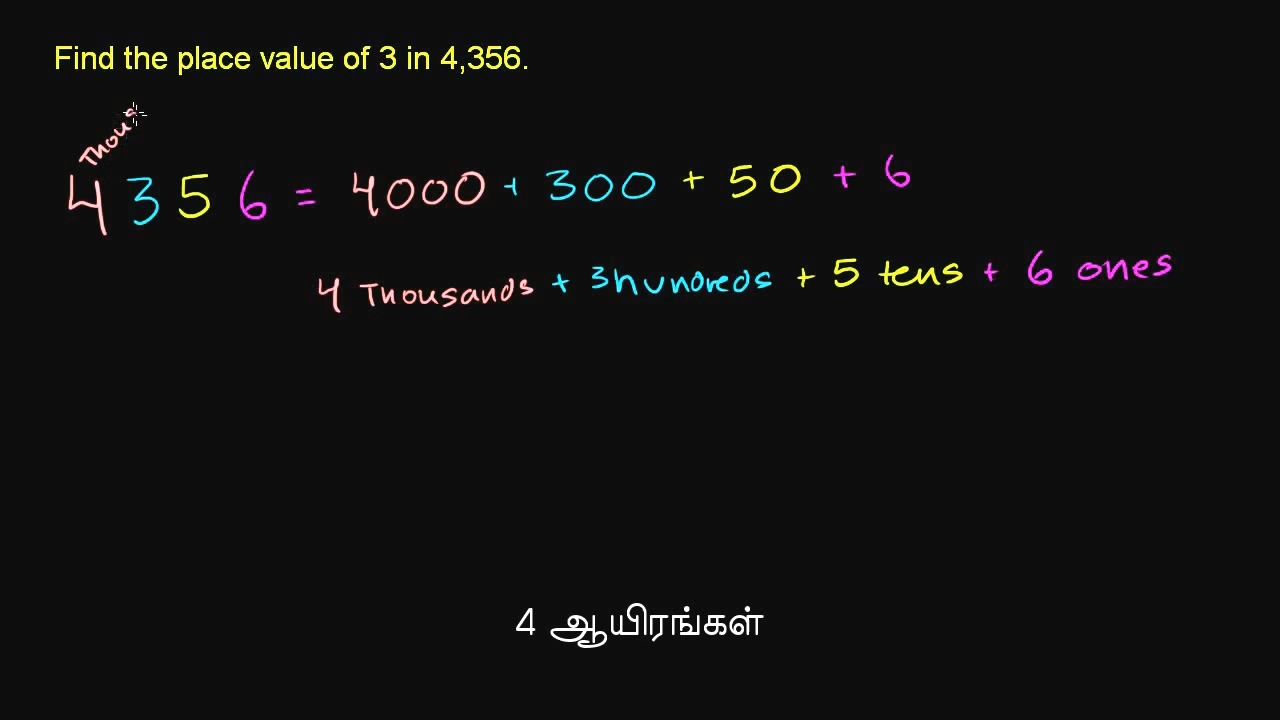 Find the place value of 3 in 4,356.
Thous
4356 = 4000 + 300 + 50 + 6
4 Thousands + 3 hundreds + 5 tens + 6 ones
4 ஆயிரங்கள்